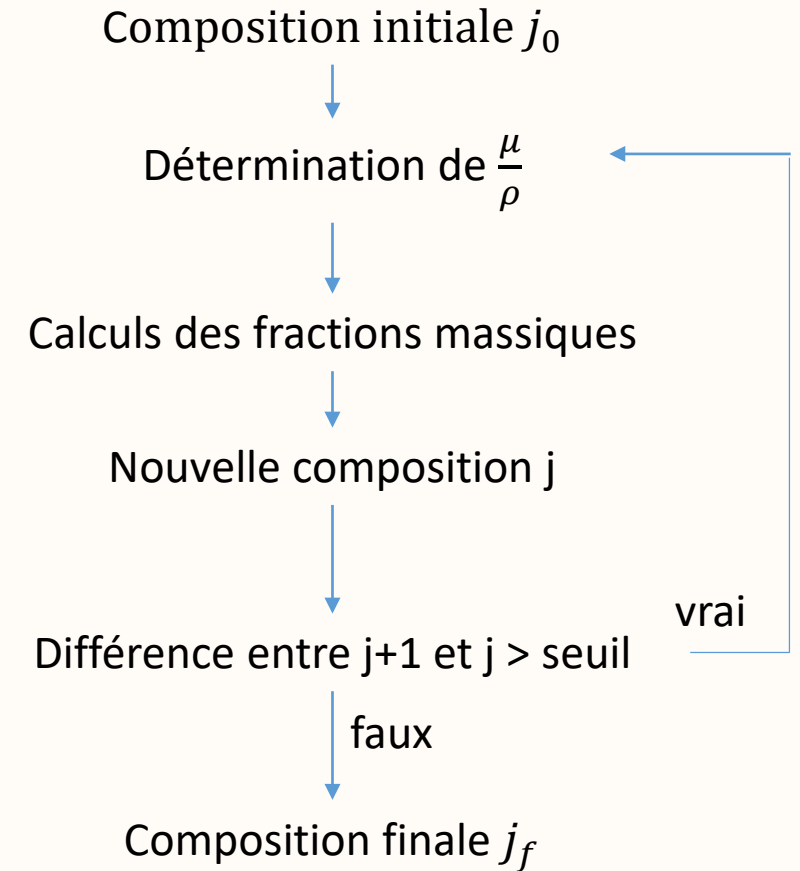 Composition initiale j₀
Détermination de μ/ρ
Calculs des fractions massiques
Nouvelle composition j
vrai
Différence entre j+1 et j > seuil
faux
Composition finale j_f